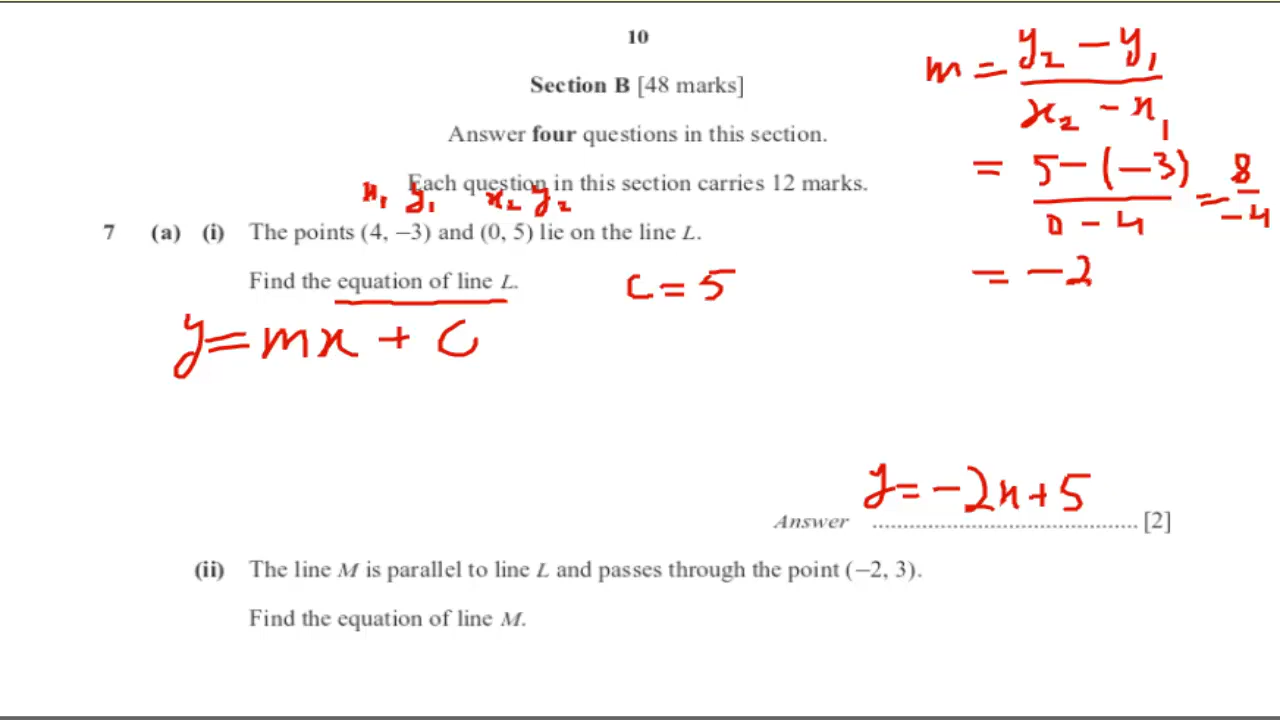 10
Section B [48 marks]
Answer four questions in this section.
Each question in this section carries 12 marks.
x₁ y₁ x₂ y₂
7 (a) (i) The points (4, −3) and (0, 5) lie on the line L.
Find the equation of line L.
c = 5
y = mx + c
m = y₂ − y₁ / x₂ − x₁
= 5 − (−3) / 0 − 4 = 8 / −4
= −2
y = −2x + 5
Answer ............................................ [2]
(ii) The line M is parallel to line L and passes through the point (−2, 3).
Find the equation of line M.